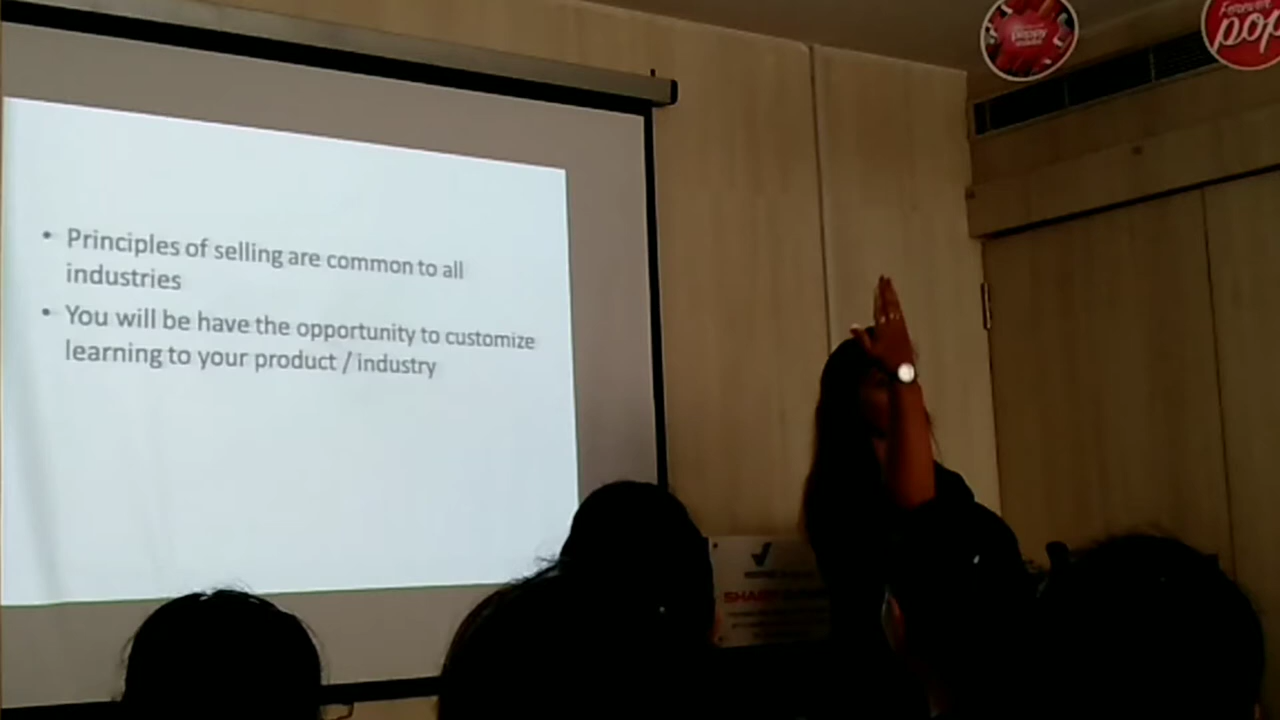 • Principles of selling are common to all
industries
• You will be have the opportunity to customize
learning to your product / industry
poppy
pop